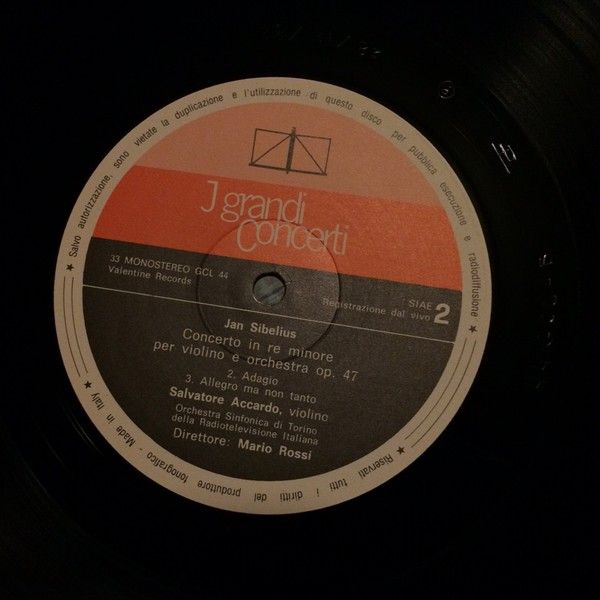 ★ Salvo autorizzazione, sono vietate la duplicazione e l'utilizzazione di questo disco per pubblica esecuzione e radiodiffusione ★
J grandi
Concerti
33 MONOSTEREO GCL 44
Valentine Records
SIAE
Registrazione dal vivo 2
Jan Sibelius
Concerto in re minore
per violino e orchestra op. 47
2. Adagio
3. Allegro ma non tanto
Salvatore Accardo, violino
Orchestra Sinfonica di Torino
della Radiotelevisione Italiana
Direttore: Mario Rossi
★ Riservati tutti i diritti del produttore fonografico - Made in Italy ★